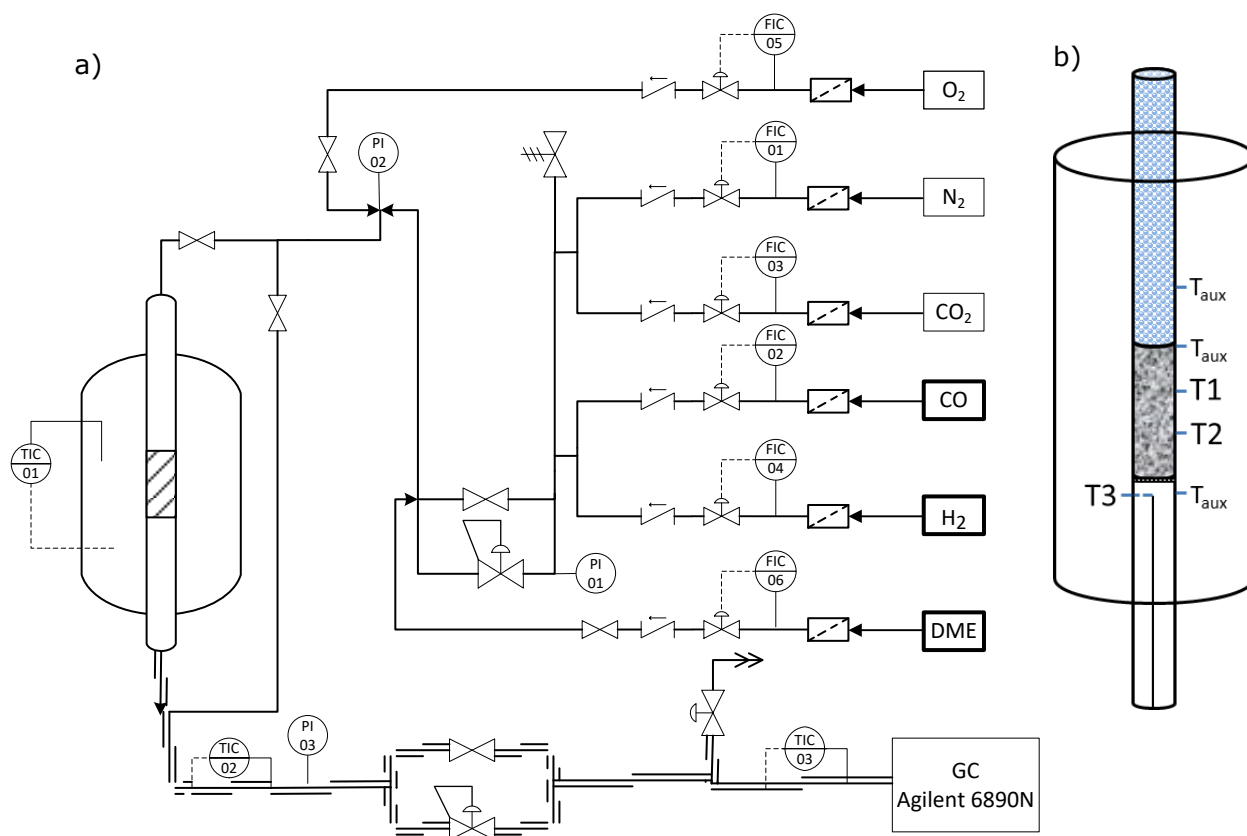 a)
FIC
05
O₂
b)
PI
02
FIC
01
N₂
FIC
03
CO₂
FIC
02
CO
TIC
01
FIC
04
H₂
PI
01
FIC
06
DME
PI
03
TIC
02
TIC
03
GC
Agilent 6890N
Taux
Taux
T1
T2
T3
Taux